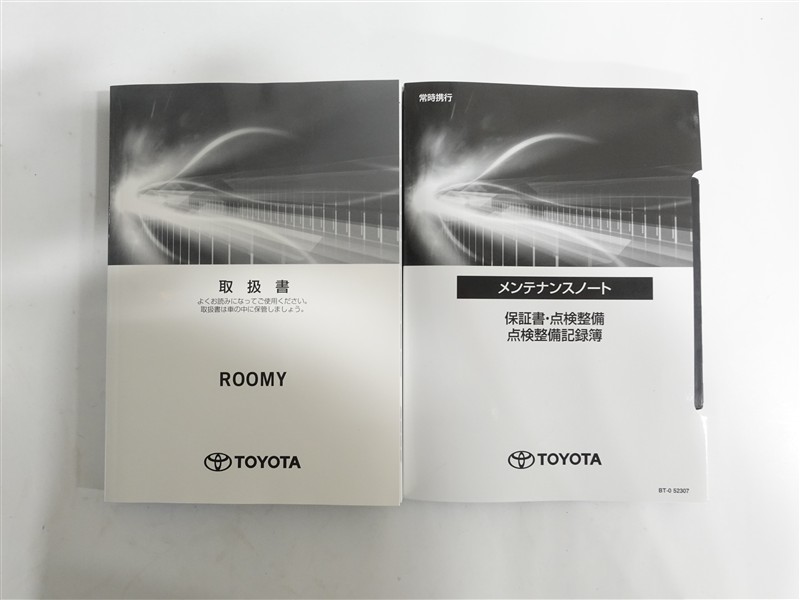 取扱書
よくお読みになってご使用ください。
取扱書は車の中に保管しましょう。
ROOMY
TOYOTA
常時携行
メンテナンスノート
保証書・点検整備
点検整備記録簿
TOYOTA
BT-0 52307